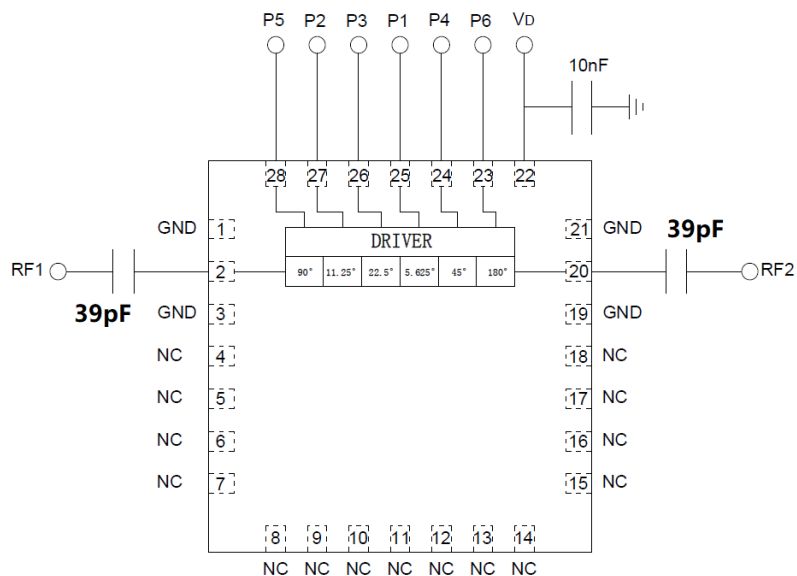 P5 P2 P3 P1 P4 P6 VD
10nF
28 27 26 25 24 23 22
GND 1 21 GND 39pF
DRIVER
RF1 2 90° 11.25° 22.5° 5.625° 45° 180° 20 RF2
39pF GND 3 19 GND
NC 4 18 NC
NC 5 17 NC
NC 6 16 NC
NC 7 15 NC
8 9 10 11 12 13 14
NC NC NC NC NC NC NC